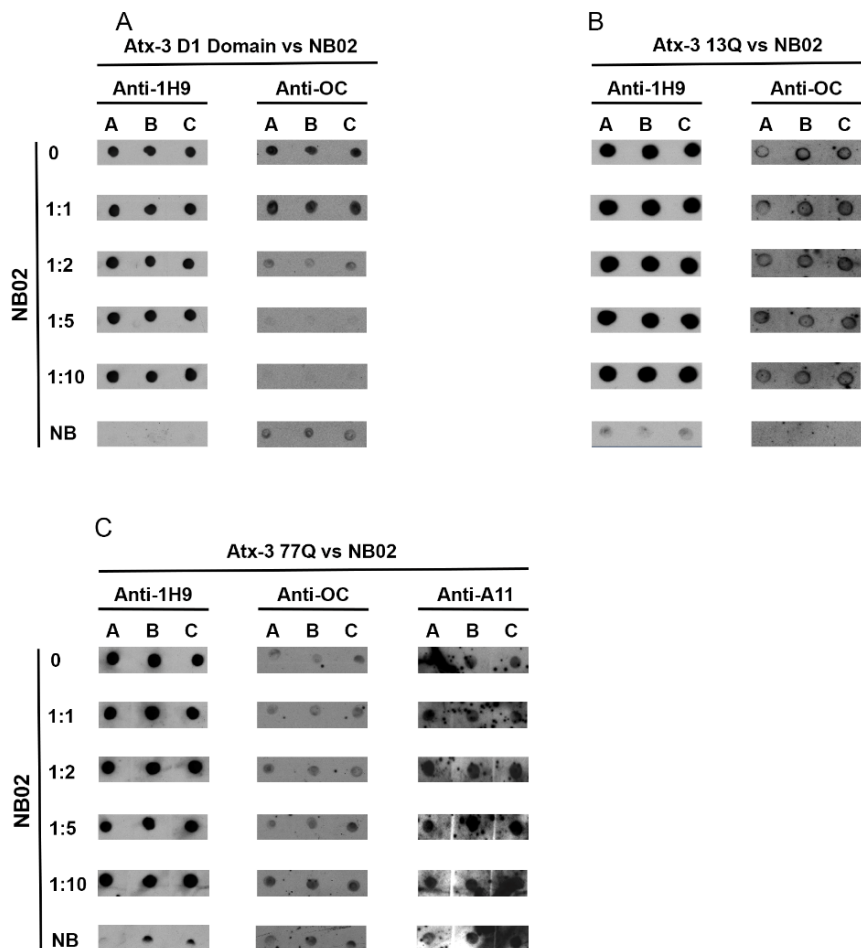 A
Atx-3 D1 Domain vs NB02
Anti-1H9 Anti-OC
A B C A B C
NB02
0
1:1
1:2
1:5
1:10
NB
B
Atx-3 13Q vs NB02
Anti-1H9 Anti-OC
A B C A B C
C
Atx-3 77Q vs NB02
Anti-1H9 Anti-OC Anti-A11
A B C A B C A B C
NB02
0
1:1
1:2
1:5
1:10
NB